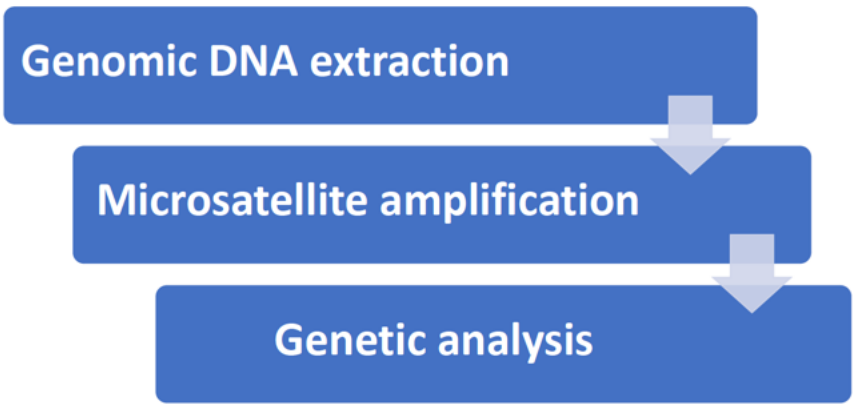 Genomic DNA extraction
Microsatellite amplification
Genetic analysis